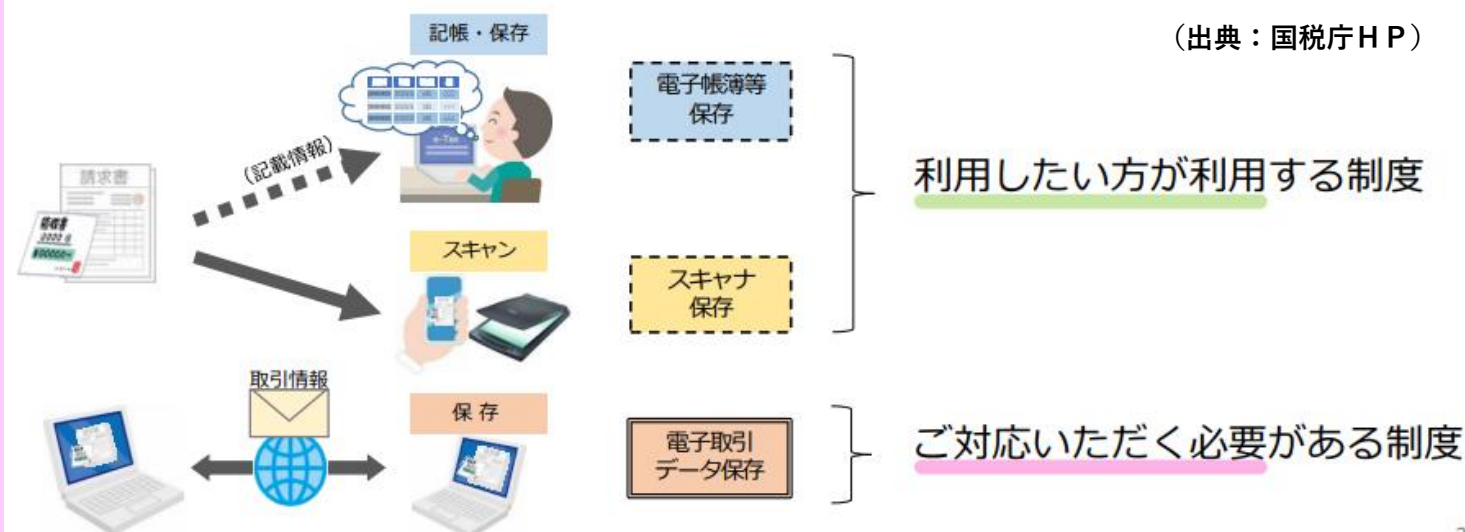 記帳・保存
（出典：国税庁ＨＰ）
電子帳簿等
保存
(記載情報)
請求書
領収書
e-Tax
利用したい方が利用する制度
スキャン
スキャナ
保存
取引情報
保存
電子取引
データ保存
ご対応いただく必要がある制度